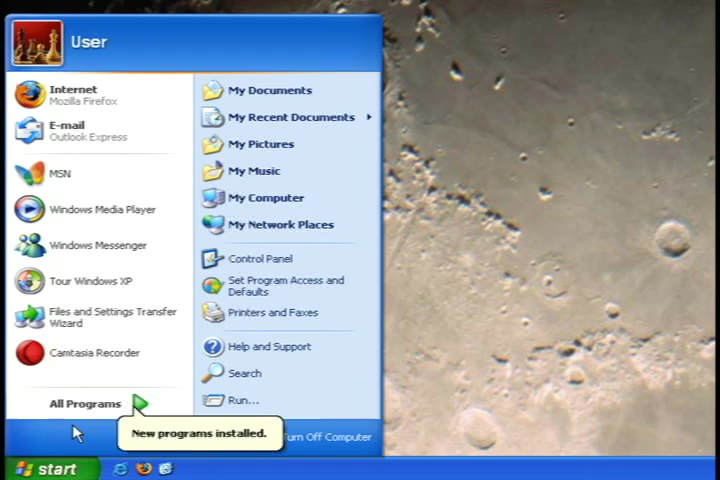 User
Internet
Mozilla Firefox
E-mail
Outlook Express
MSN
Windows Media Player
Windows Messenger
Tour Windows XP
Files and Settings Transfer
Wizard
Camtasia Recorder
All Programs
My Documents
My Recent Documents
My Pictures
My Music
My Computer
My Network Places
Control Panel
Set Program Access and
Defaults
Printers and Faxes
Help and Support
Search
Run...
New programs installed.
Turn Off Computer
start